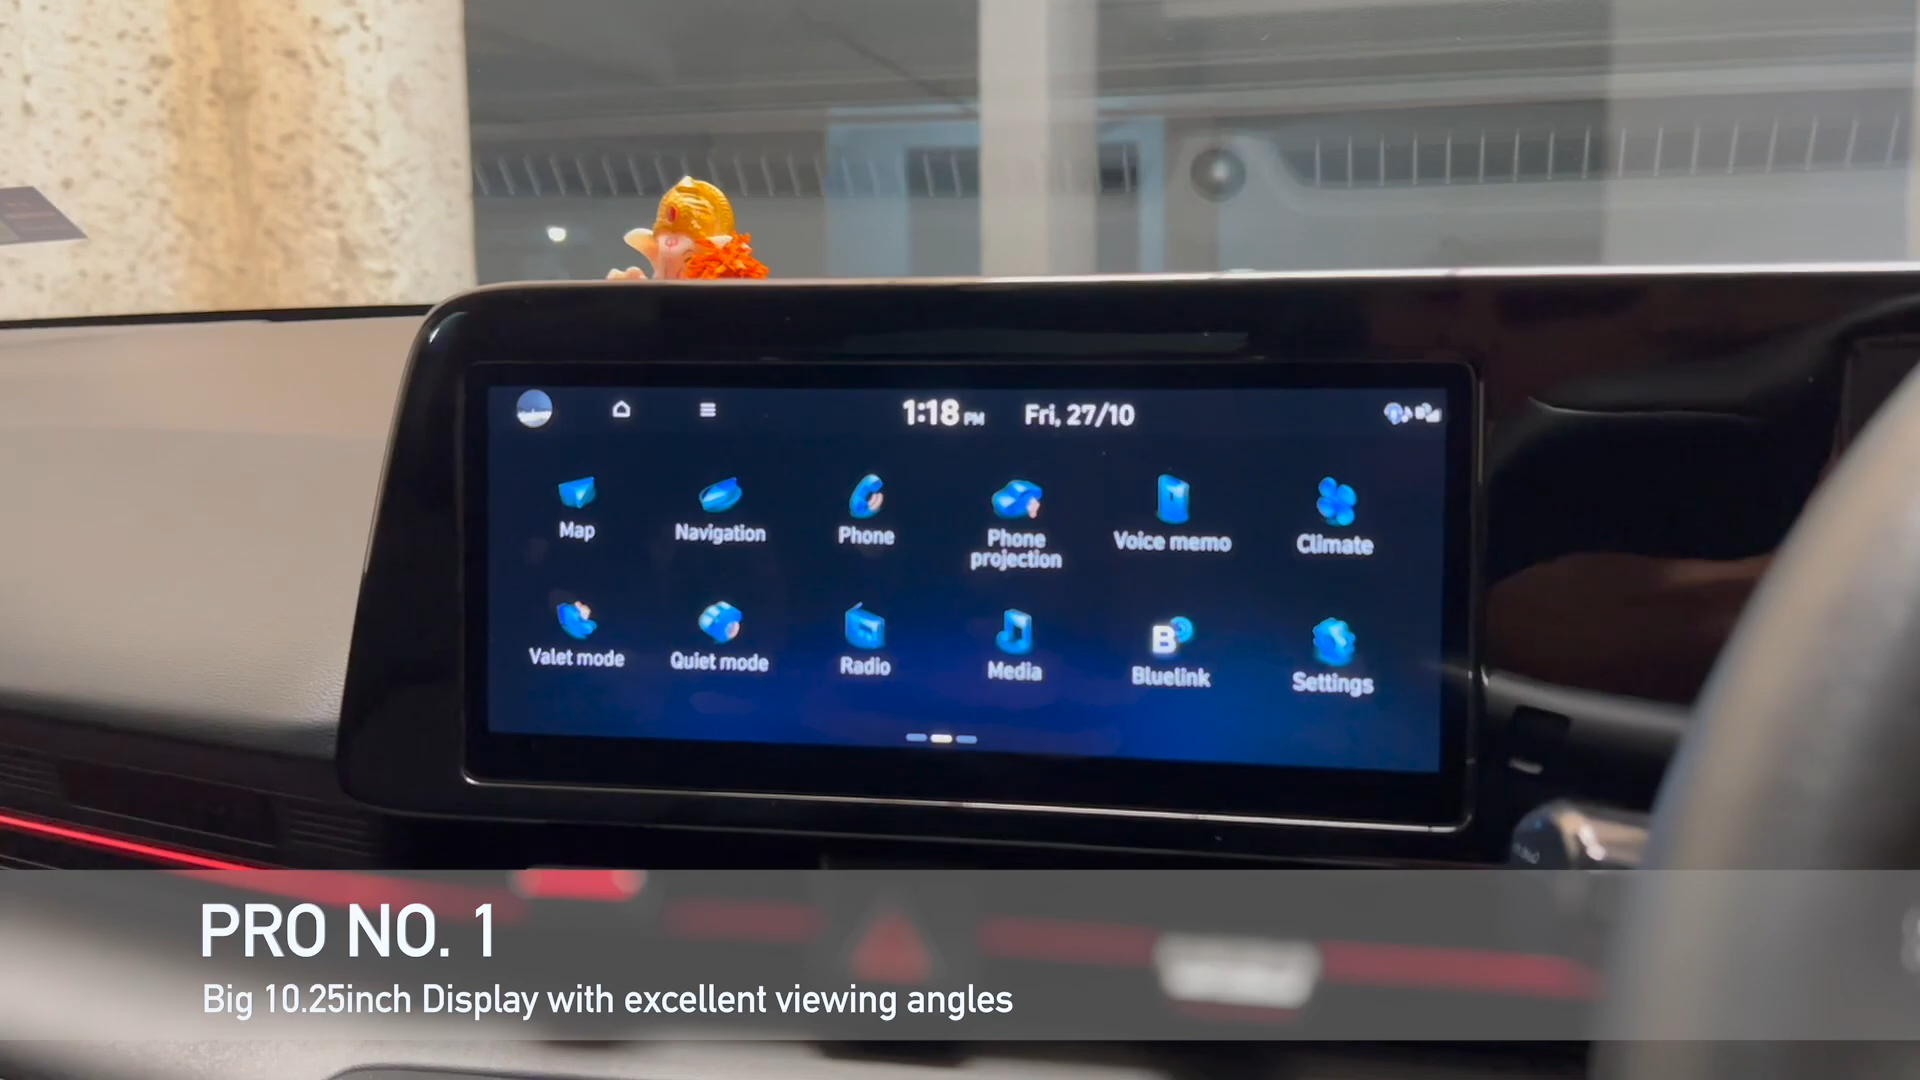 1:18 PM Fri, 27/10
Map
Navigation
Phone
Phone
projection
Voice memo
Climate
Valet mode
Quiet mode
Radio
Media
B
Bluelink
Settings
PRO NO. 1
Big 10.25inch Display with excellent viewing angles